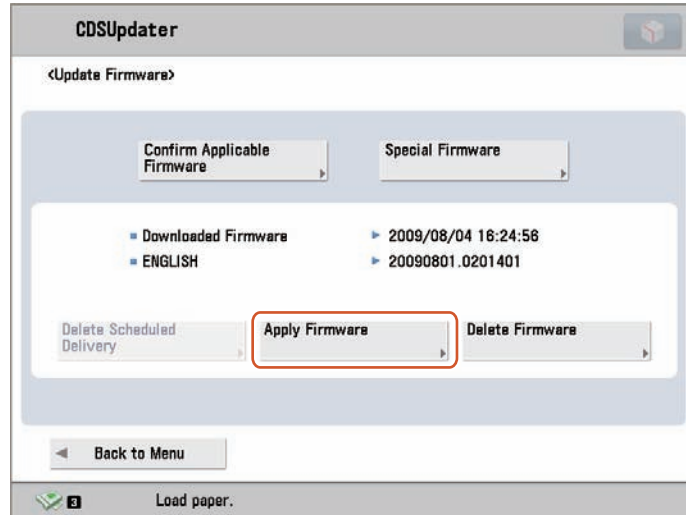 CDSUpdater
<Update Firmware>
Confirm Applicable
Firmware
Special Firmware
Downloaded Firmware
2009/08/04 16:24:56
ENGLISH
20090801.0201401
Delete Scheduled
Delivery
Apply Firmware
Delete Firmware
Back to Menu
3
Load paper.